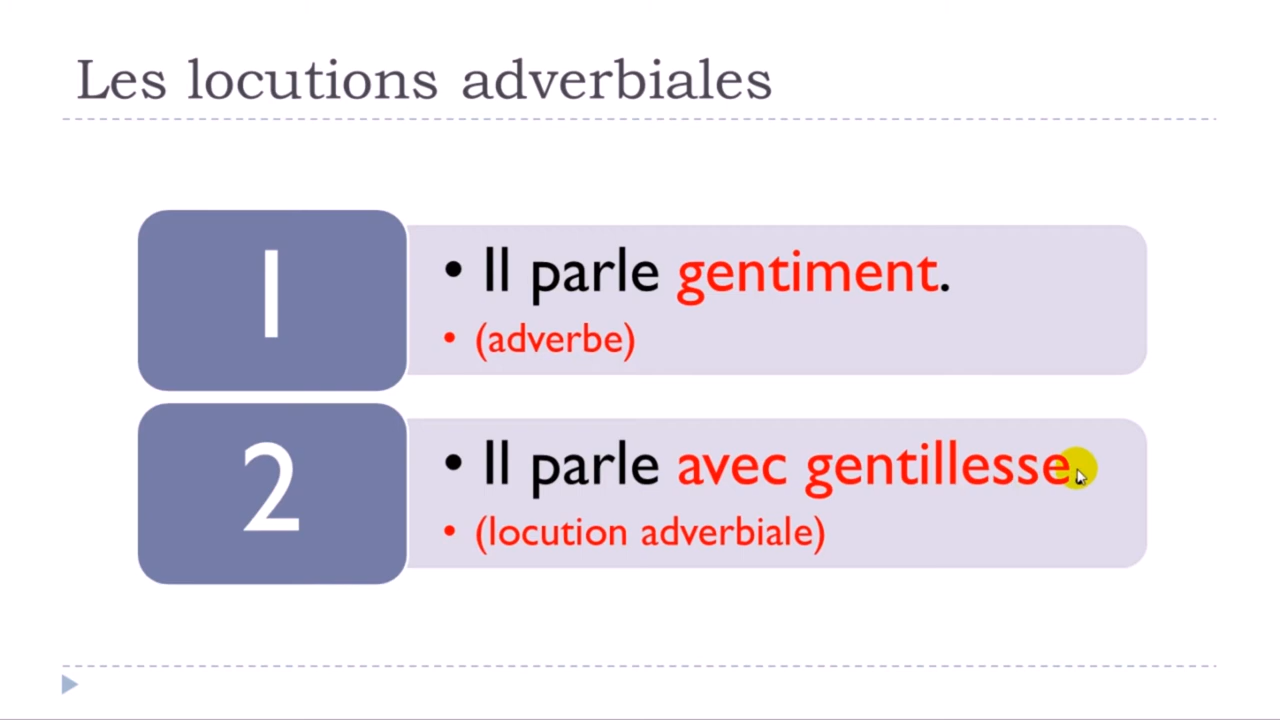 Les locutions adverbiales
1
• Il parle gentiment.
• (adverbe)
2
• Il parle avec gentillesse.
• (locution adverbiale)